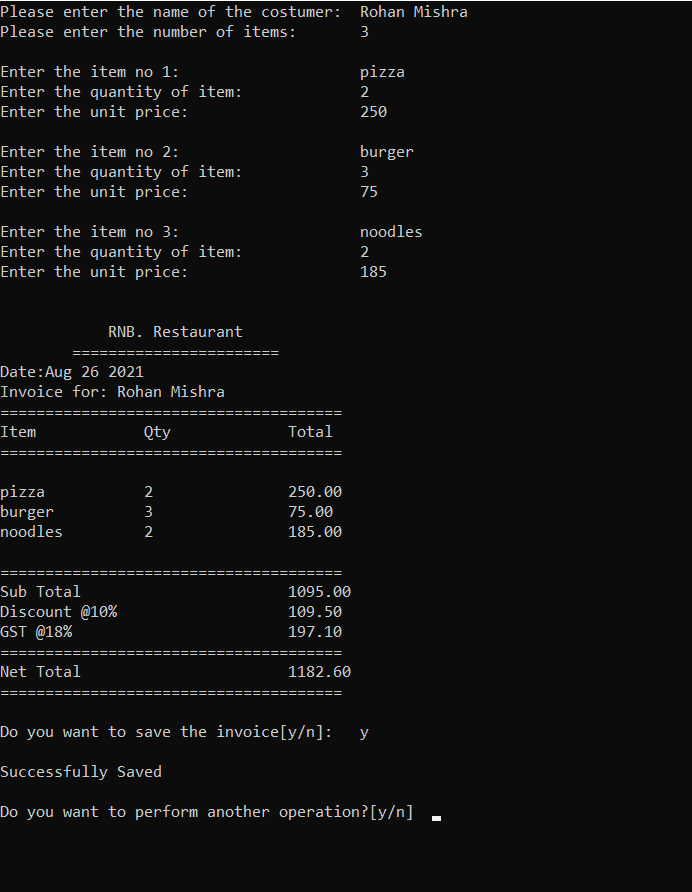 Please enter the name of the costumer: Rohan Mishra
Please enter the number of items: 3
Enter the item no 1: pizza
Enter the quantity of item: 2
Enter the unit price: 250
Enter the item no 2: burger
Enter the quantity of item: 3
Enter the unit price: 75
Enter the item no 3: noodles
Enter the quantity of item: 2
Enter the unit price: 185
RNB. Restaurant
=======================
Date:Aug 26 2021
Invoice for: Rohan Mishra
======================================
Item Qty Total
======================================
pizza 2 250.00
burger 3 75.00
noodles 2 185.00
======================================
Sub Total 1095.00
Discount @10% 109.50
GST @18% 197.10
======================================
Net Total 1182.60
======================================
Do you want to save the invoice[y/n]: y
Successfully Saved
Do you want to perform another operation?[y/n]